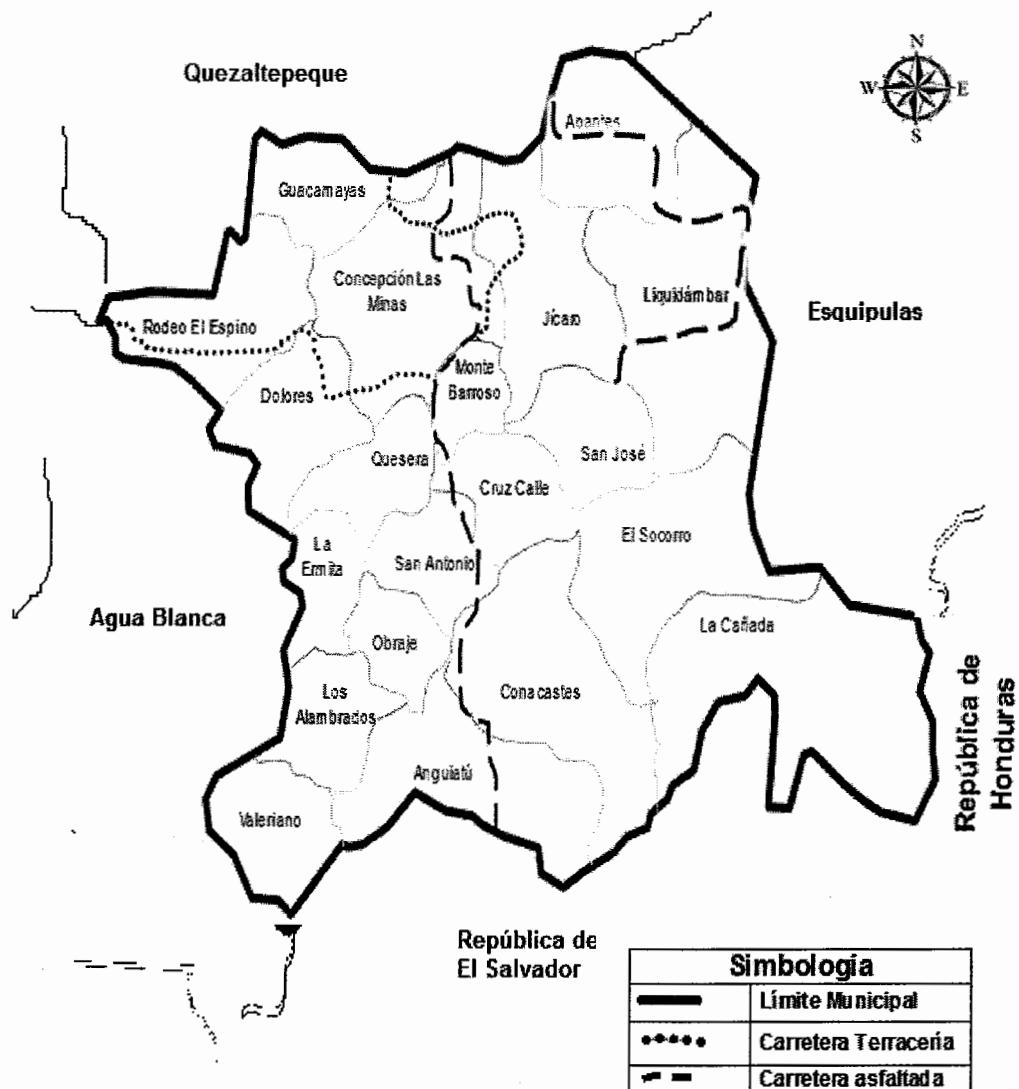 N
W E
S
Quezaltepeque
Apantes
Guacamayas
Concepción Las
Minas
Liquidámbar
Esquipulas
Rodeo El Espino
Jícaro
Monte
Barroso
Dolores
Quesera
San José
Cruz Calle
La
Ermita
San Antonio
El Socorro
Agua Blanca
La Cañada
Obraje
Los
Alambrados
Conacastes
República de
Honduras
Anguiatú
Valeriano
República de
El Salvador
Simbología
Límite Municipal
Carretera Terracería
Carretera asfaltada